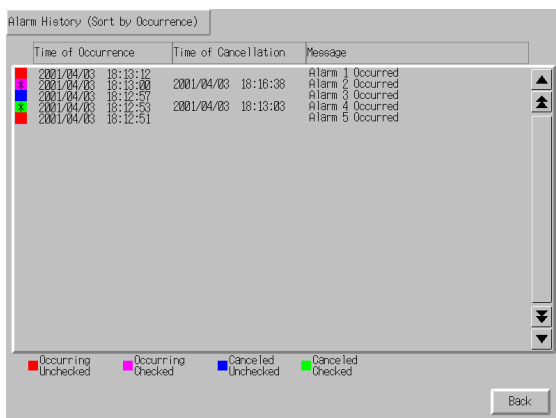 Alarm History (Sort by Occurrence)
Time of Occurrence Time of Cancellation Message
2001/04/03 18:13:12 Alarm 1 Occurred
* 2001/04/03 18:13:00 2001/04/03 18:16:38 Alarm 2 Occurred
2001/04/03 18:12:57 Alarm 3 Occurred
* 2001/04/03 18:12:53 2001/04/03 18:13:03 Alarm 4 Occurred
2001/04/03 18:12:51 Alarm 5 Occurred
Occurring Occurring Canceled Canceled
Unchecked Checked Unchecked Checked
Back